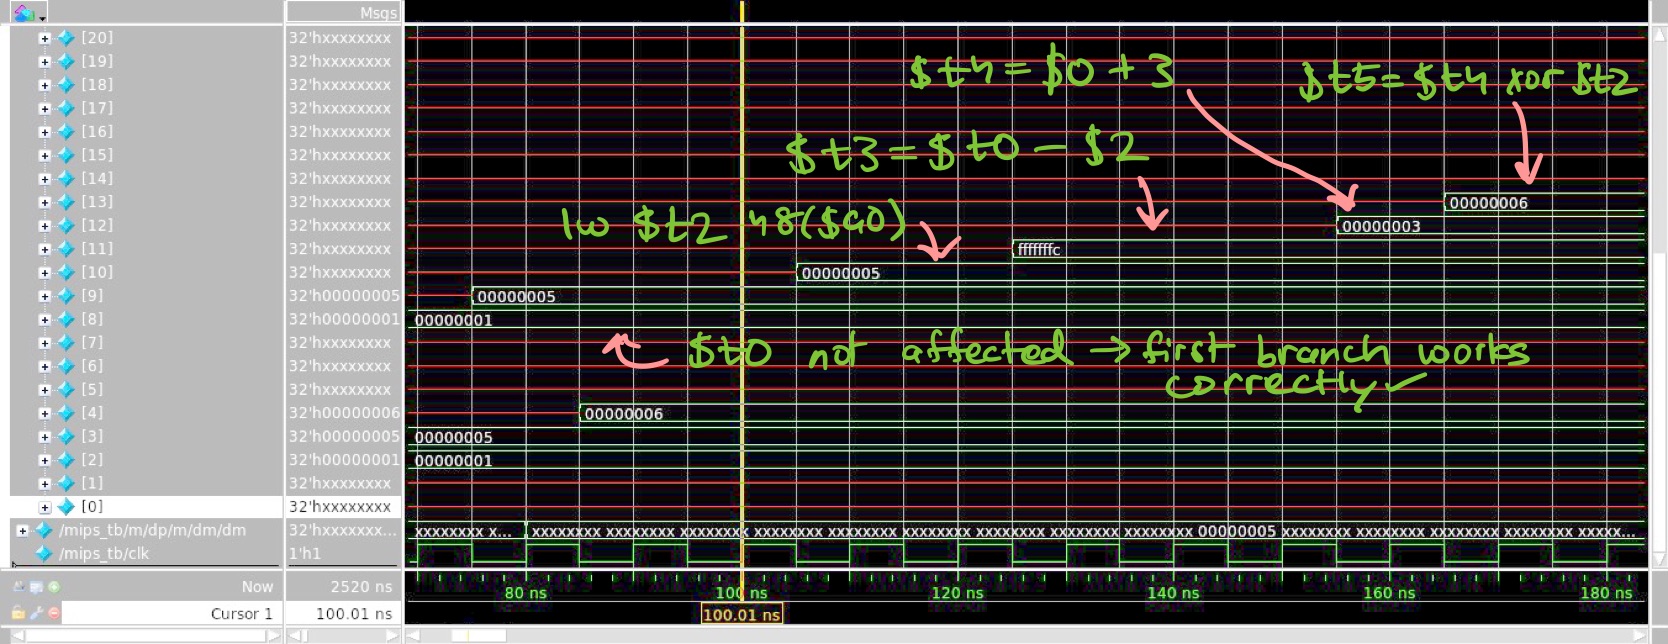 Msgs
[20] 32'hxxxxxxxx
[19] 32'hxxxxxxxx
[18] 32'hxxxxxxxx
[17] 32'hxxxxxxxx
[16] 32'hxxxxxxxx
[15] 32'hxxxxxxxx
[14] 32'hxxxxxxxx
[13] 32'hxxxxxxxx 00000006
[12] 32'hxxxxxxxx 00000003
[11] 32'hxxxxxxxx fffffffc
[10] 32'hxxxxxxxx 00000005
[9] 32'h00000005 00000005
[8] 32'h00000001 00000001
[7] 32'hxxxxxxxx
[6] 32'hxxxxxxxx
[5] 32'hxxxxxxxx
[4] 32'h00000006 00000006
[3] 32'h00000005 00000005
[2] 32'h00000001 00000001
[1] 32'hxxxxxxxx
[0] 32'hxxxxxxxx
/mips_tb/m/dp/m/dm/dm 32'hxxxxxxx... xxxxxxxx x... xxxxxxxx xxxxxxxx xxxxxxxx xxxxxxxx xxxxxxxx xxxxxxxx xxxxxxxx xxxxxxxx 00000005 xxxxxxxx xxxxxxxx xxxxxxxx xxxxxxxx xxxxx...
/mips_tb/clk 1'h1
Now 2520 ns 80 ns 100 ns 120 ns 140 ns 160 ns 180 ns
Cursor 1 100.01 ns 100.01 ns
$t4 = $0 + 3
$t5 = $t4 xor $t2
$t3 = $t0 - $2
lw $t2 48($a0)
$t0 not affected → first branch works
correctly ✓